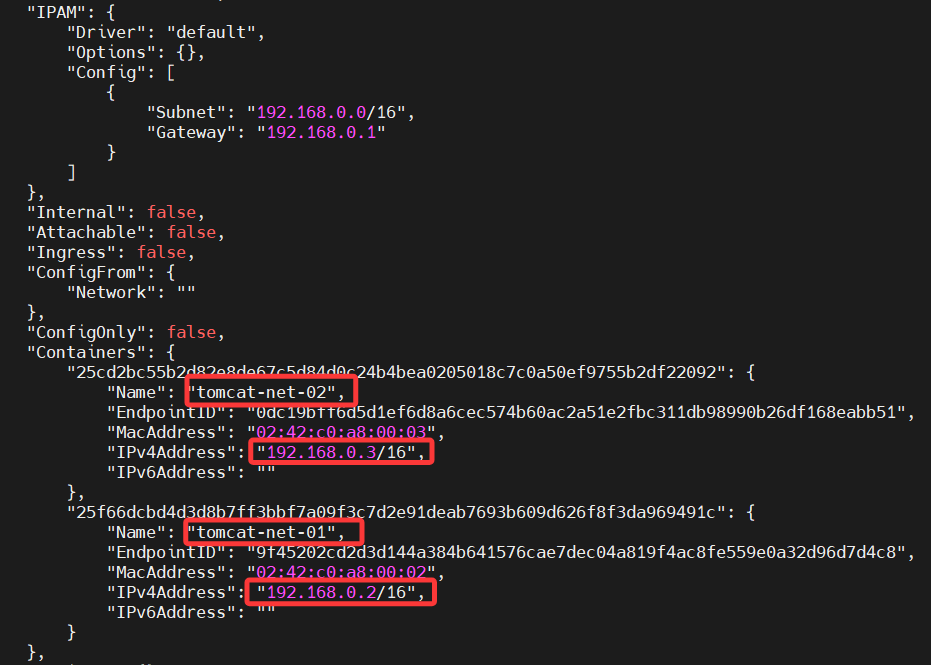 "IPAM": {
"Driver": "default",
"Options": {},
"Config": [
{
"Subnet": "192.168.0.0/16",
"Gateway": "192.168.0.1"
}
]
},
"Internal": false,
"Attachable": false,
"Ingress": false,
"ConfigFrom": {
"Network": ""
},
"ConfigOnly": false,
"Containers": {
"25cd2bc55b2d82e8de67c5d84d0c24b4bea0205018c7c0a50ef9755b2df22092": {
"Name": "tomcat-net-02",
"EndpointID": "0dc19bff6d5d1ef6d8a6cec574b60ac2a51e2fbc311db98990b26df168eabb51",
"MacAddress": "02:42:c0:a8:00:03",
"IPv4Address": "192.168.0.3/16",
"IPv6Address": ""
},
"25f66dcbd4d3d8b7ff3bbf7a09f3c7d2e91deab7693b609d626f8f3da969491c": {
"Name": "tomcat-net-01",
"EndpointID": "9f45202cd2d3d144a384b641576cae7dec04a819f4ac8fe559e0a32d96d7d4c8",
"MacAddress": "02:42:c0:a8:00:02",
"IPv4Address": "192.168.0.2/16",
"IPv6Address": ""
}
},